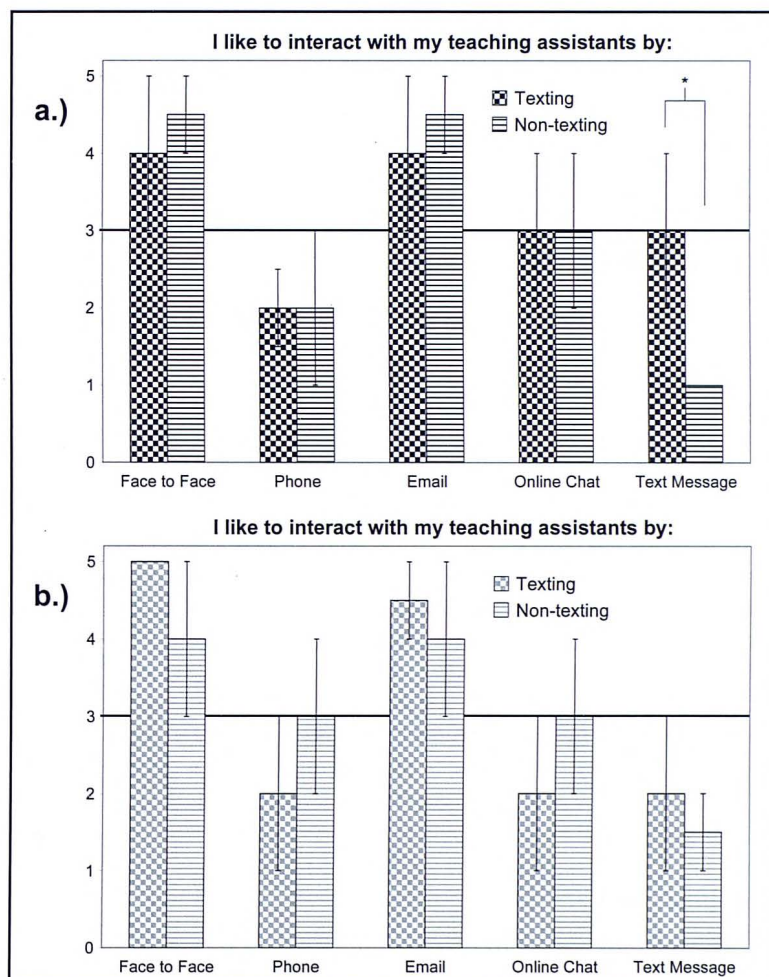 I like to interact with my teaching assistants by:
a.)
5
4
3
2
1
0
Texting
Non-texting
*
Face to Face Phone Email Online Chat Text Message
I like to interact with my teaching assistants by:
b.)
5
4
3
2
1
0
Texting
Non-texting
Face to Face Phone Email Online Chat Text Message